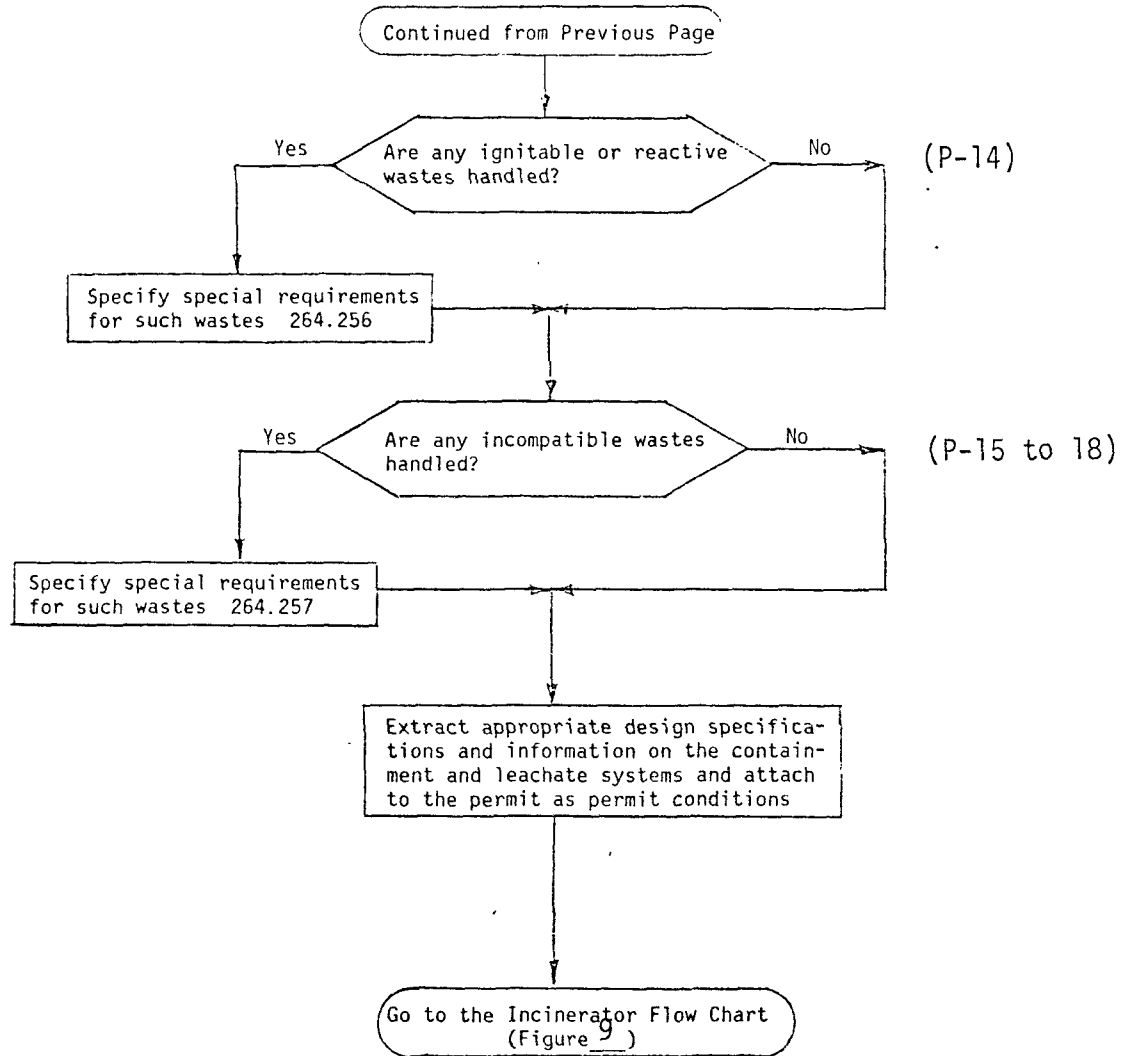 Continued from Previous Page
Are any ignitable or reactive
wastes handled?
Yes
No
(P-14)
Specify special requirements
for such wastes 264.256
Are any incompatible wastes
handled?
Yes
No
(P-15 to 18)
Specify special requirements
for such wastes 264.257
Extract appropriate design specifica-
tions and information on the contain-
ment and leachate systems and attach
to the permit as permit conditions
Go to the Incinerator Flow Chart
(Figure 9)